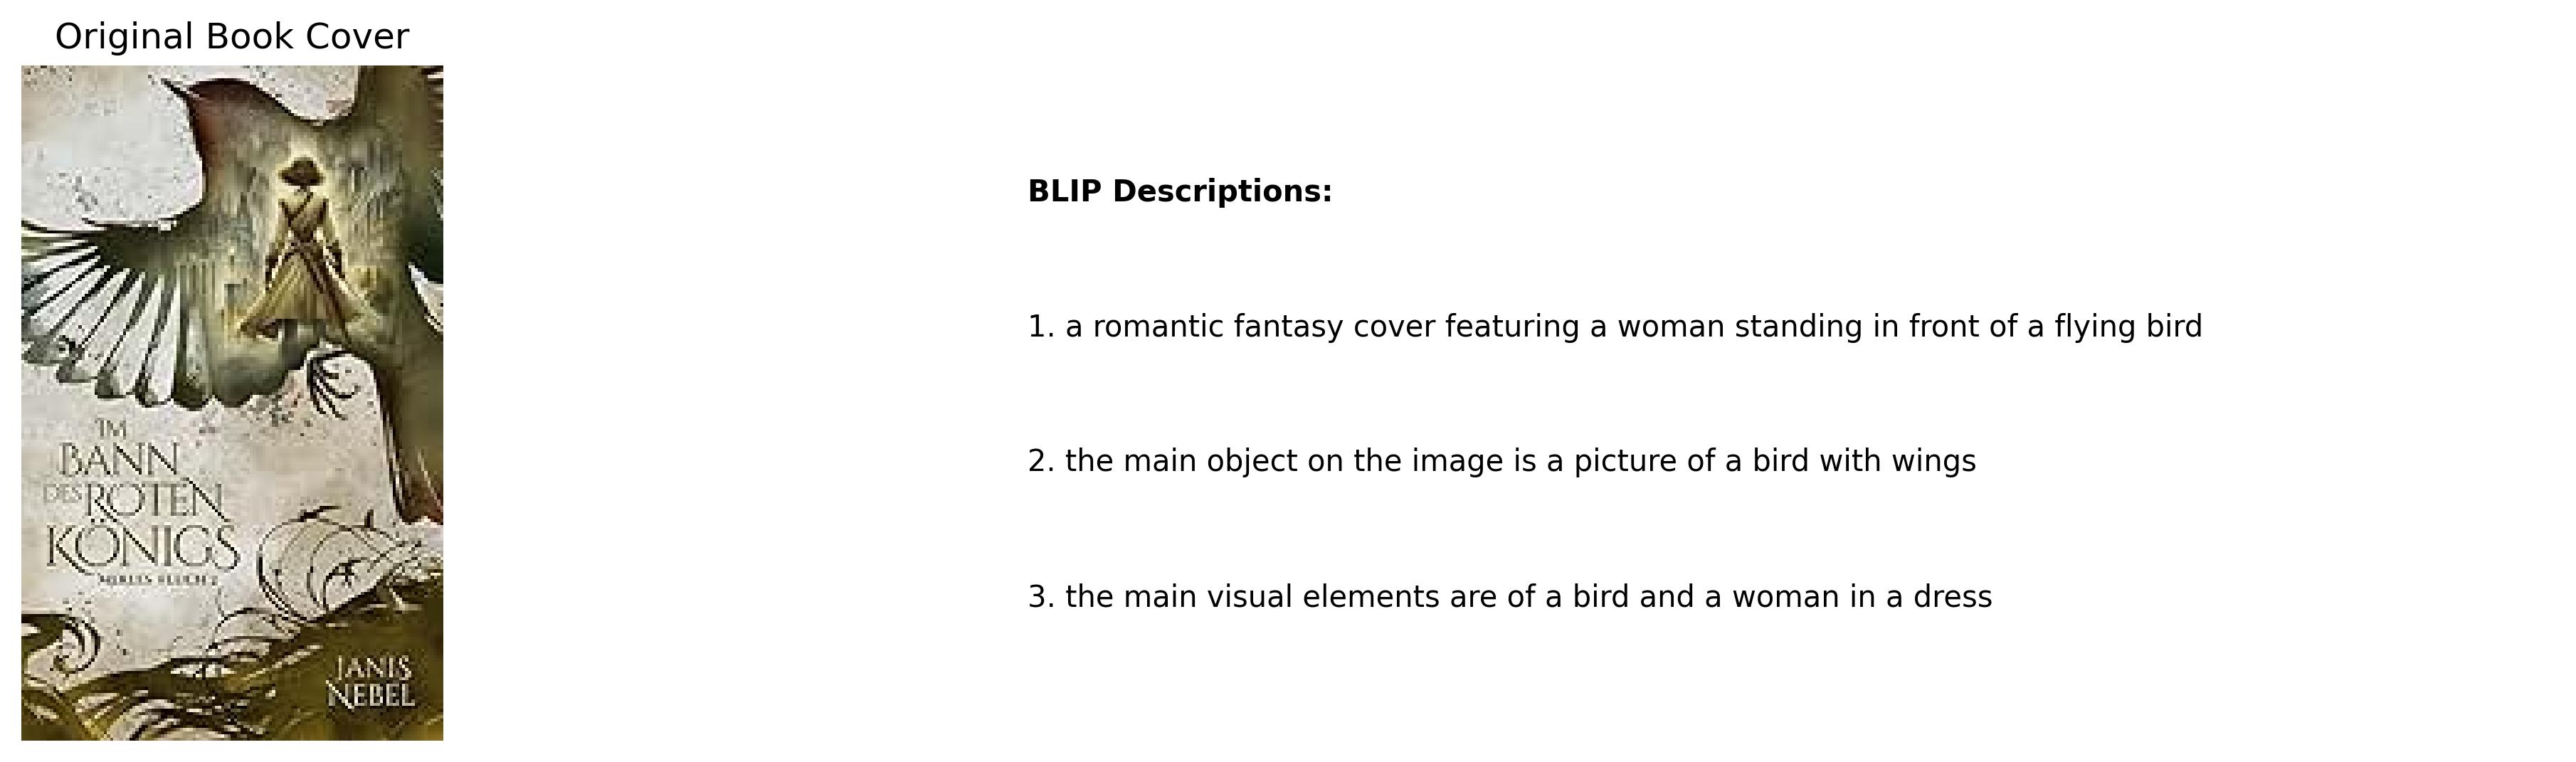 Original Book Cover
IM
BANN
DES ROTEN
KÖNIGS
JANIS
NEBEL
BLIP Descriptions:
1. a romantic fantasy cover featuring a woman standing in front of a flying bird
2. the main object on the image is a picture of a bird with wings
3. the main visual elements are of a bird and a woman in a dress